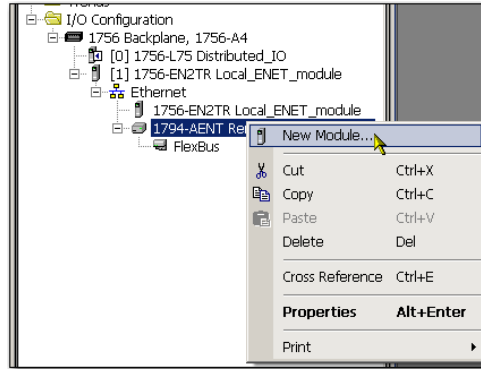 I/O Configuration
1756 Backplane, 1756-A4
[0] 1756-L75 Distributed_IO
[1] 1756-EN2TR Local_ENET_module
Ethernet
1756-EN2TR Local_ENET_module
1794-AENT
FlexBus
New Module...
Cut Ctrl+X
Copy Ctrl+C
Paste Ctrl+V
Delete Del
Cross Reference Ctrl+E
Properties Alt+Enter
Print